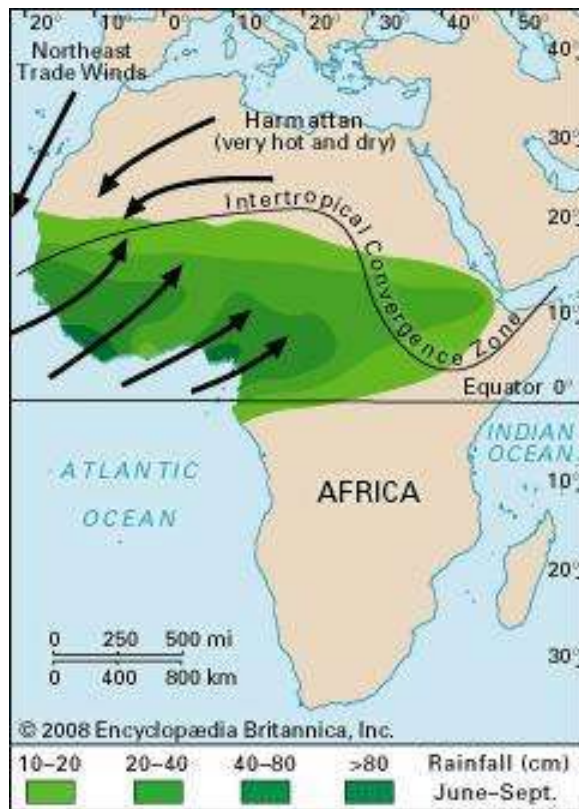 20° 10° 0° 10° 20° 30° 40° 50°
Northeast
Trade Winds
40°
Harmattan
(very hot and dry)
30°
Intertropical Convergence Zone
20°
10°
Equator 0°
INDIAN
OCEAN
ATLANTIC
OCEAN
AFRICA
10°
20°
30°
0 250 500 mi
0 400 800 km
© 2008 Encyclopædia Britannica, Inc.
10–20 20–40 40–80 >80 Rainfall (cm)
June–Sept.